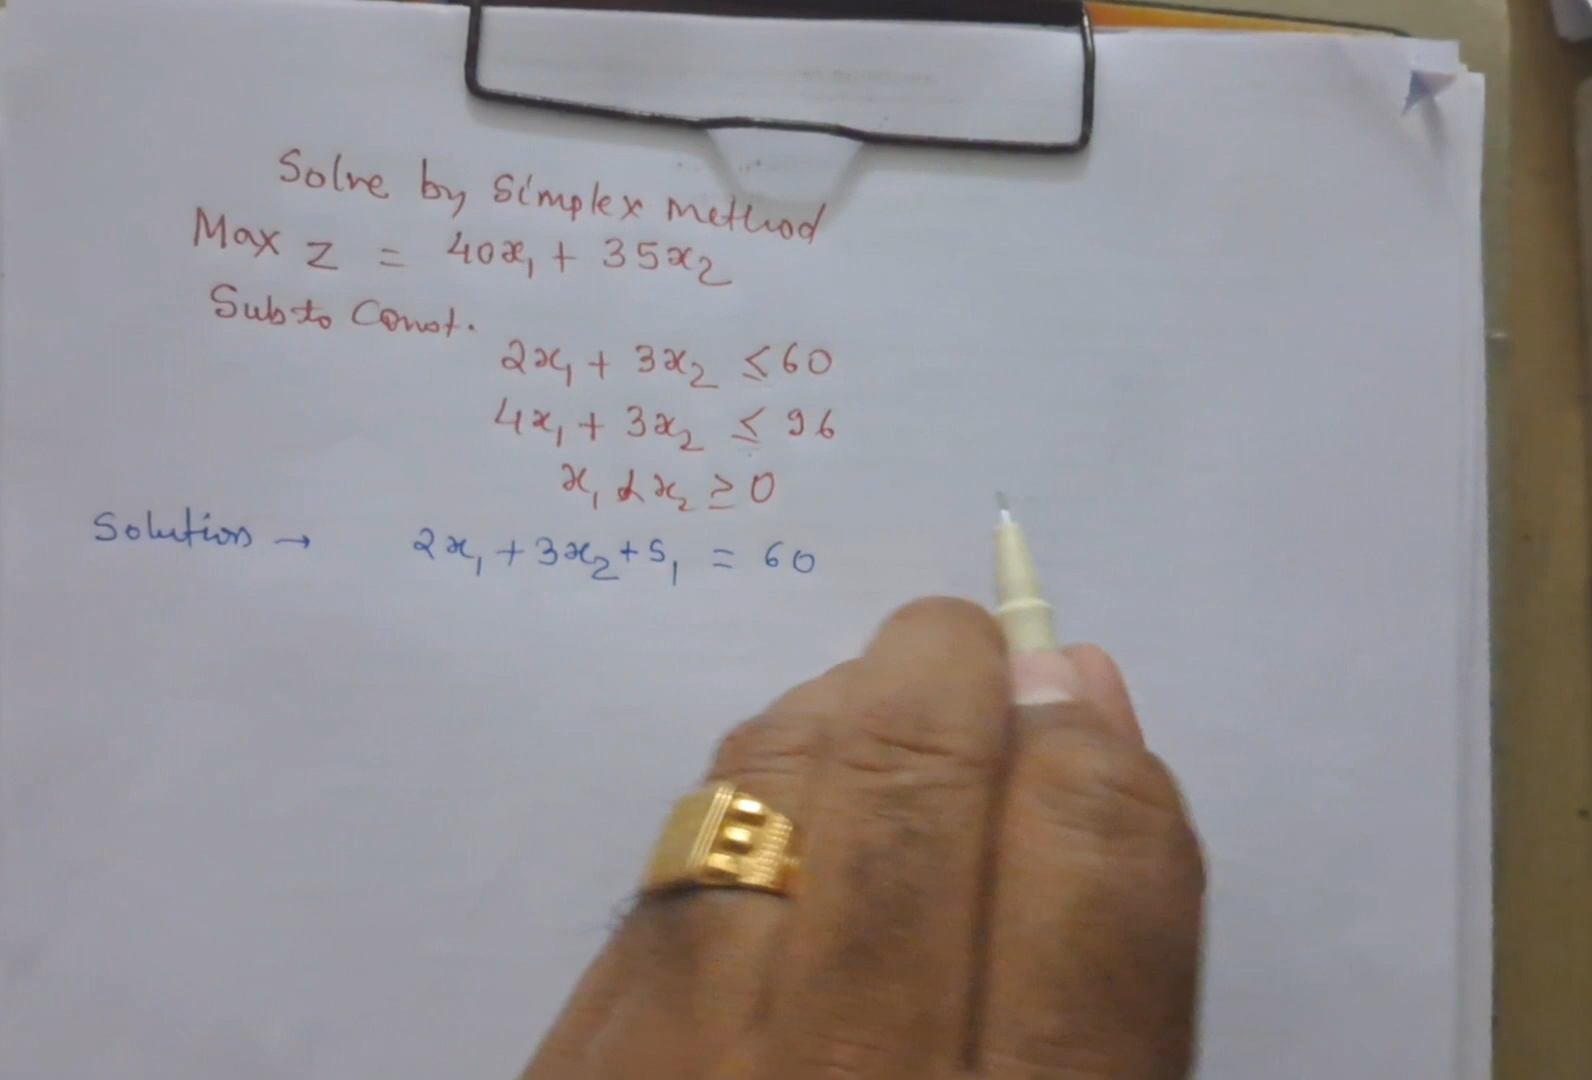 Solve by Simplex method
Max Z = 40x₁ + 35x₂
Sub to Const.
2x₁ + 3x₂ ≤ 60
4x₁ + 3x₂ ≤ 96
x₁ & x₂ ≥ 0
Solution → 2x₁ + 3x₂ + S₁ = 60